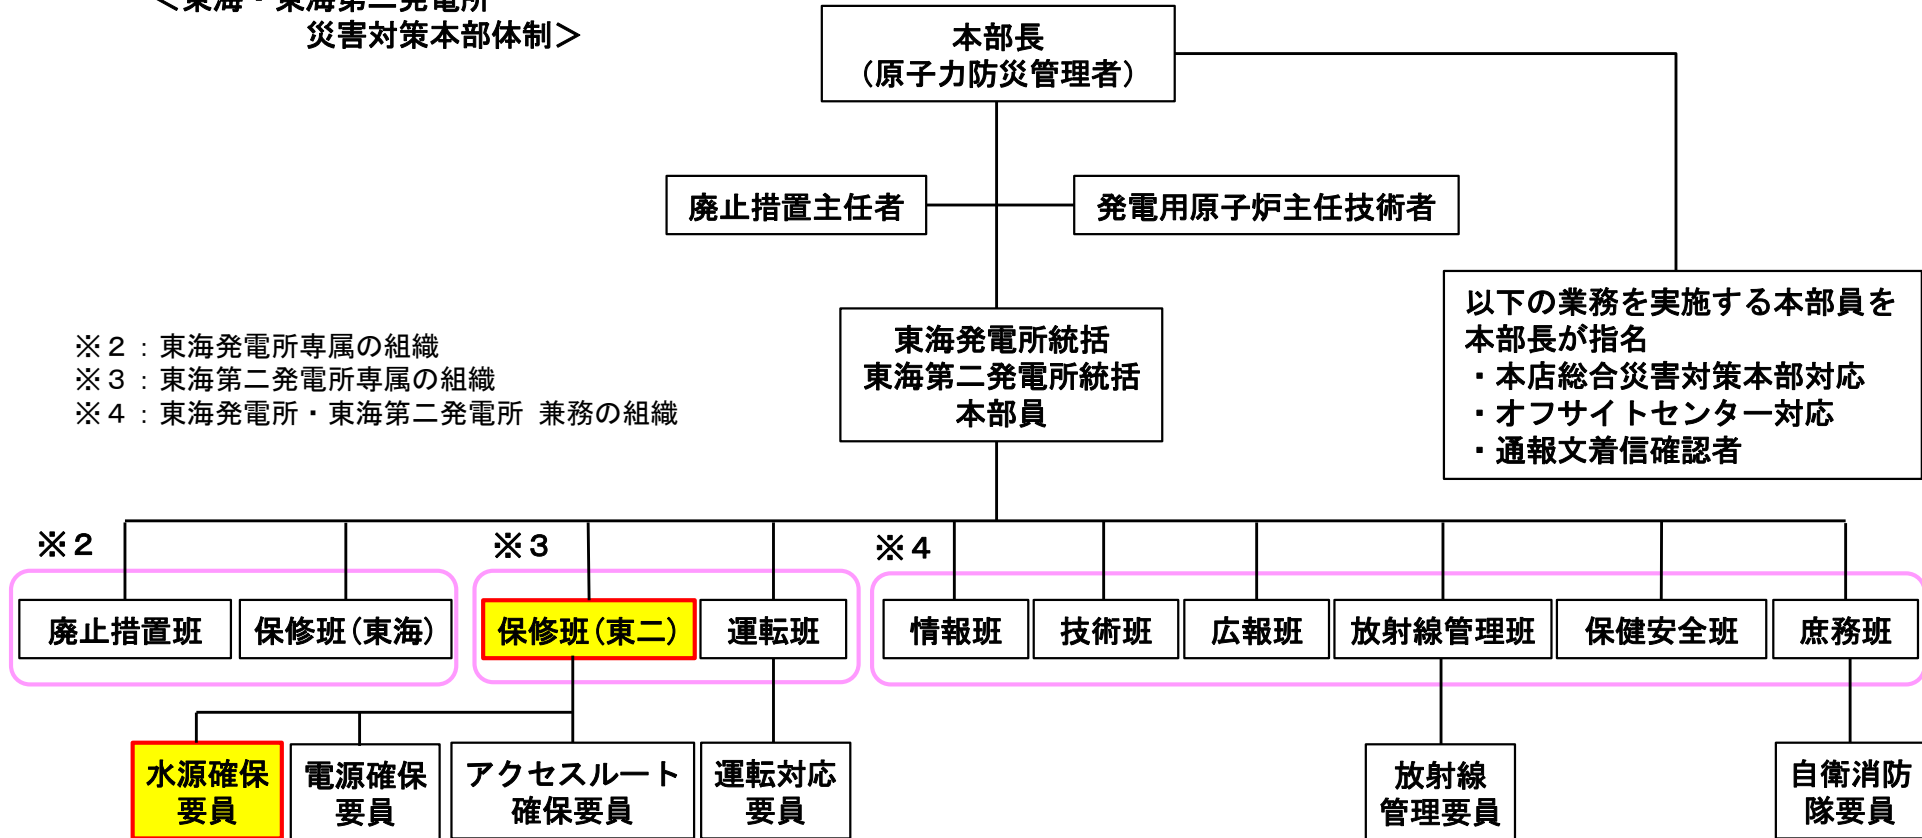 ＜東海・東海第二発電所
災害対策本部体制＞
本部長
（原子力防災管理者）
廃止措置主任者
発電用原子炉主任技術者
以下の業務を実施する本部員を
本部長が指名
・本店総合災害対策本部対応
・オフサイトセンター対応
・通報文着信確認者
東海発電所統括
東海第二発電所統括
本部員
※２：東海発電所専属の組織
※３：東海第二発電所専属の組織
※４：東海発電所・東海第二発電所 兼務の組織
※２
※３
※４
廃止措置班
保修班（東海）
保修班（東二）
運転班
情報班
技術班
広報班
放射線管理班
保健安全班
庶務班
水源確保
要員
電源確保
要員
アクセスルート
確保要員
運転対応
要員
放射線
管理要員
自衛消防
隊要員